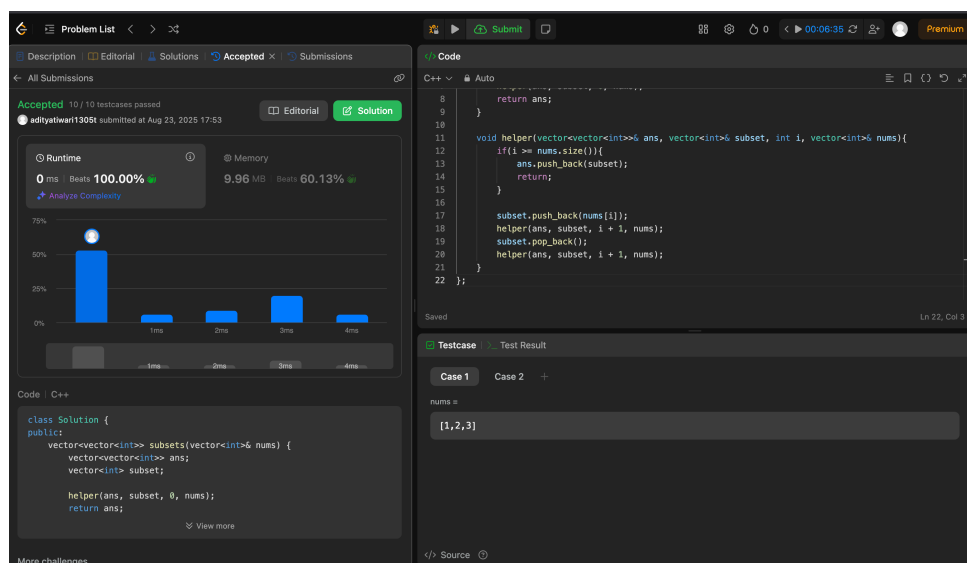 Problem List
Submit
0
00:06:35
Premium
Description | Editorial | Solutions | Accepted × | Submissions
← All Submissions
Accepted 10 / 10 testcases passed
adityatiwari1305t submitted at Aug 23, 2025 17:53
Editorial
Solution
Runtime
0 ms | Beats 100.00%
Analyze Complexity
Memory
9.96 MB | Beats 60.13%
75%
50%
25%
0%
1ms 2ms 3ms 4ms
1ms 2ms 3ms 4ms
Code | C++
class Solution {
public:
vector<vector<int>> subsets(vector<int>& nums) {
vector<vector<int>> ans;
vector<int> subset;
helper(ans, subset, 0, nums);
return ans;
View more
More challenges
</> Code
C++ Auto
8 return ans;
9 }
10
11 void helper(vector<vector<int>>& ans, vector<int>& subset, int i, vector<int>& nums){
12 if(i >= nums.size()){
13 ans.push_back(subset);
14 return;
15 }
16
17 subset.push_back(nums[i]);
18 helper(ans, subset, i + 1, nums);
19 subset.pop_back();
20 helper(ans, subset, i + 1, nums);
21 }
22 };
Saved
Ln 22, Col 3
Testcase | >_ Test Result
Case 1 Case 2 +
nums =
[1,2,3]
</> Source